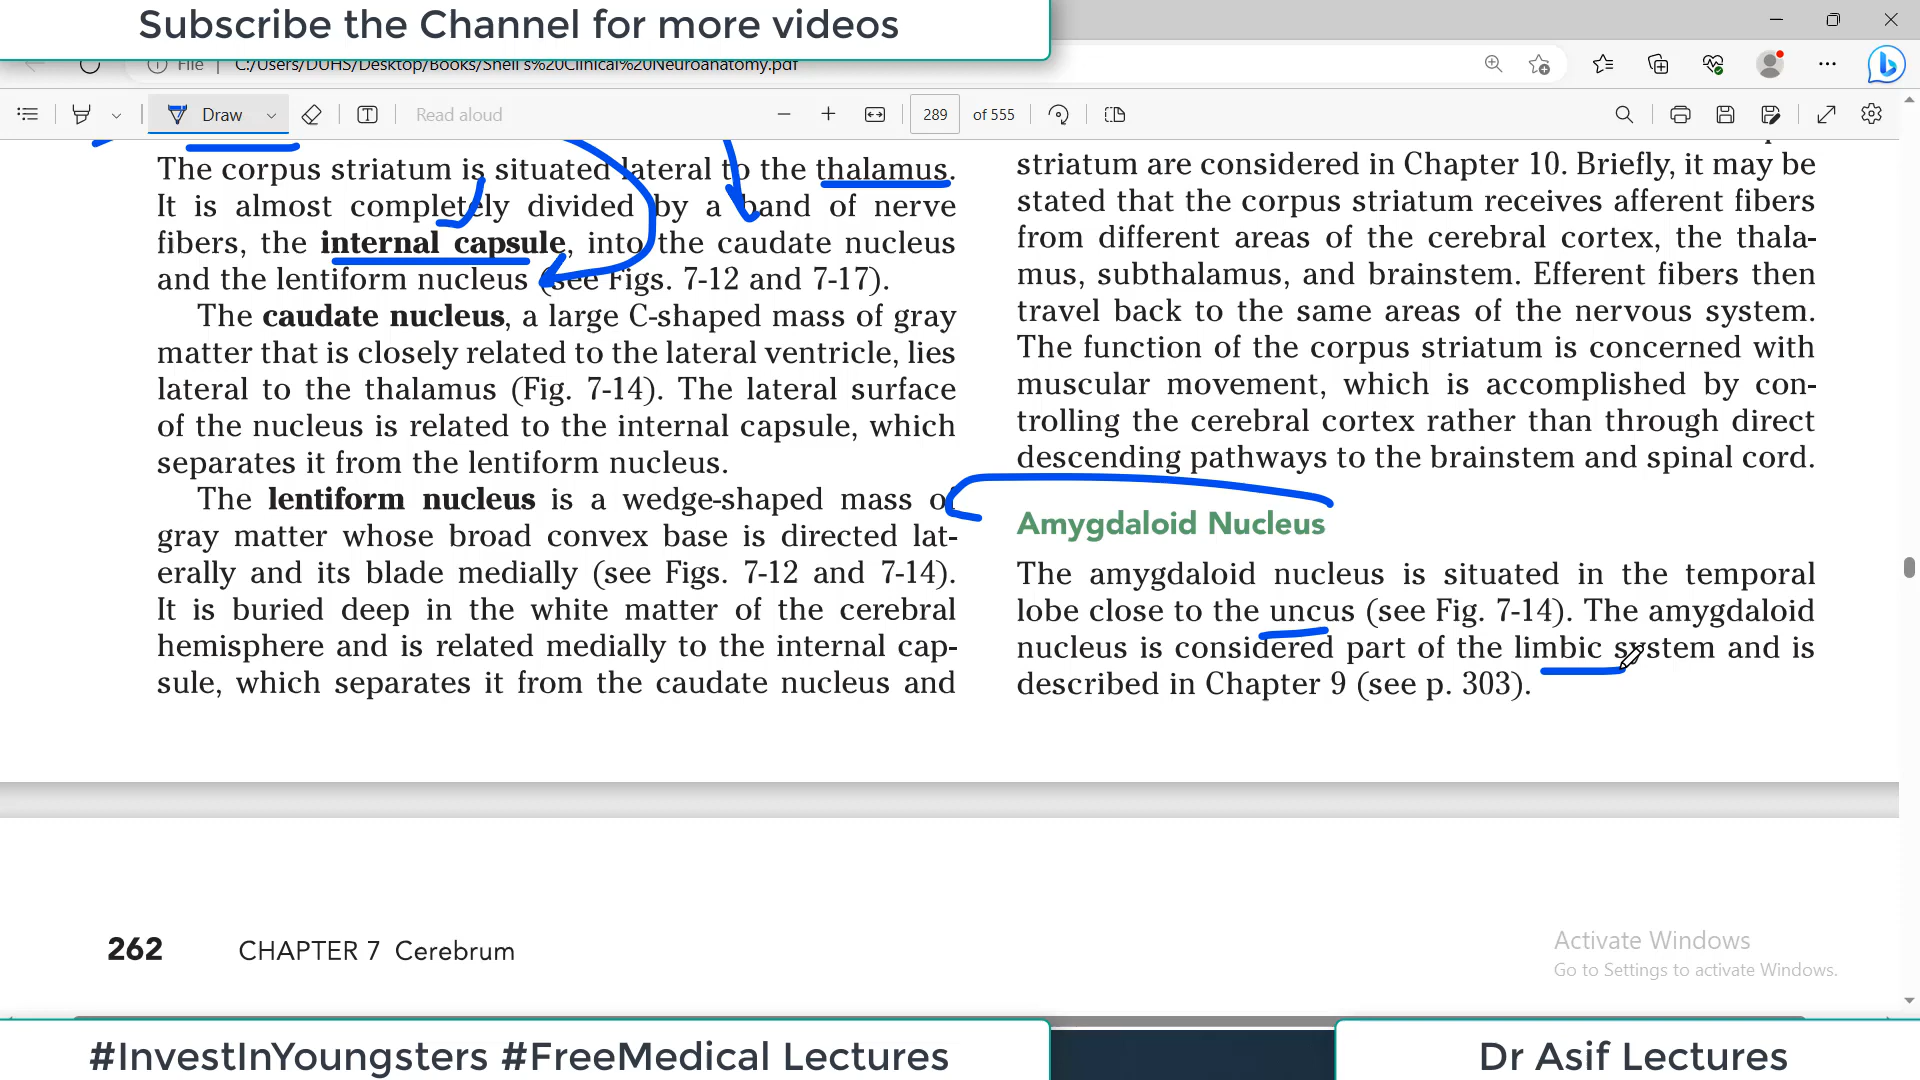 Subscribe the Channel for more videos
File
C:/Users/DUHS/Desktop/Books/Snell's%20Clinical%20Neuroanatomy.pdf
Draw
Read aloud
289
of 555
The corpus striatum is situated lateral to the thalamus.
It is almost completely divided by a band of nerve
fibers, the internal capsule, into the caudate nucleus
and the lentiform nucleus (see Figs. 7-12 and 7-17).
The caudate nucleus, a large C-shaped mass of gray
matter that is closely related to the lateral ventricle, lies
lateral to the thalamus (Fig. 7-14). The lateral surface
of the nucleus is related to the internal capsule, which
separates it from the lentiform nucleus.
The lentiform nucleus is a wedge-shaped mass of
gray matter whose broad convex base is directed lat-
erally and its blade medially (see Figs. 7-12 and 7-14).
It is buried deep in the white matter of the cerebral
hemisphere and is related medially to the internal cap-
sule, which separates it from the caudate nucleus and
striatum are considered in Chapter 10. Briefly, it may be
stated that the corpus striatum receives afferent fibers
from different areas of the cerebral cortex, the thala-
mus, subthalamus, and brainstem. Efferent fibers then
travel back to the same areas of the nervous system.
The function of the corpus striatum is concerned with
muscular movement, which is accomplished by con-
trolling the cerebral cortex rather than through direct
descending pathways to the brainstem and spinal cord.
Amygdaloid Nucleus
The amygdaloid nucleus is situated in the temporal
lobe close to the uncus (see Fig. 7-14). The amygdaloid
nucleus is considered part of the limbic system and is
described in Chapter 9 (see p. 303).
262
CHAPTER 7 Cerebrum
Activate Windows
Go to Settings to activate Windows.
#InvestInYoungsters #FreeMedical Lectures
Dr Asif Lectures